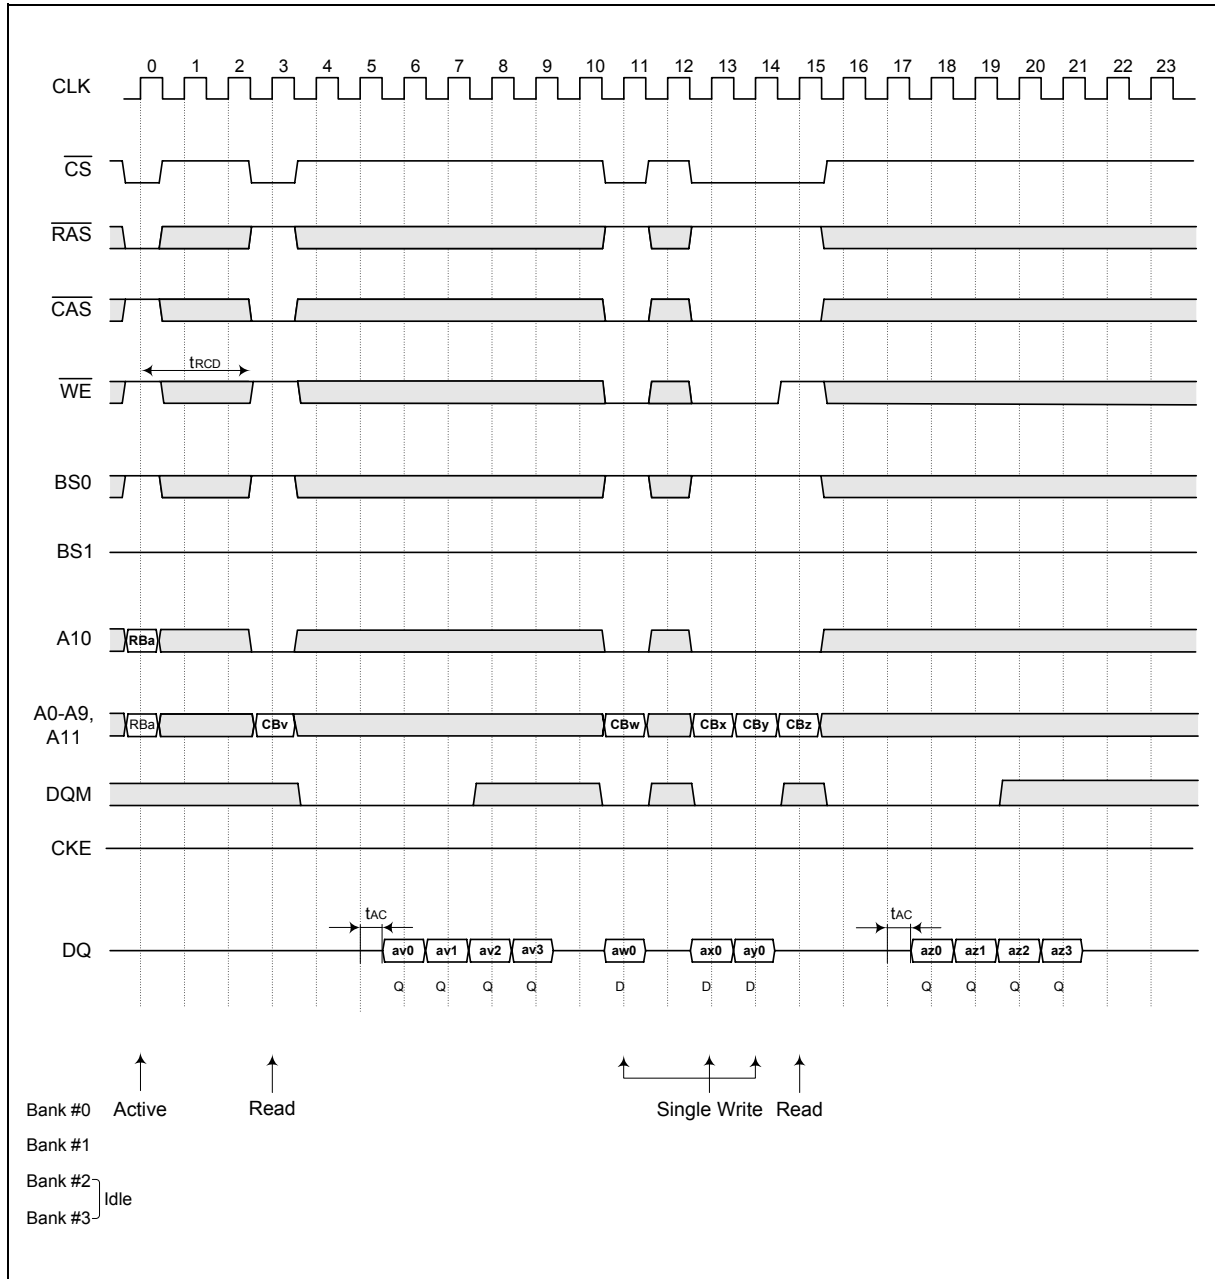 0 1 2 3 4 5 6 7 8 9 10 11 12 13 14 15 16 17 18 19 20 21 22 23
CLK
CS
RAS
CAS
tRCD
WE
BS0
BS1
A10 RBa
A0-A9,
A11
RBa CBv CBw CBx CBy CBz
DQM
CKE
tAC tAC
DQ av0 av1 av2 av3 aw0 ax0 ay0 az0 az1 az2 az3
Q Q Q Q D D D Q Q Q Q
Bank #0 Active Read Single Write Read
Bank #1
Bank #2
Idle
Bank #3